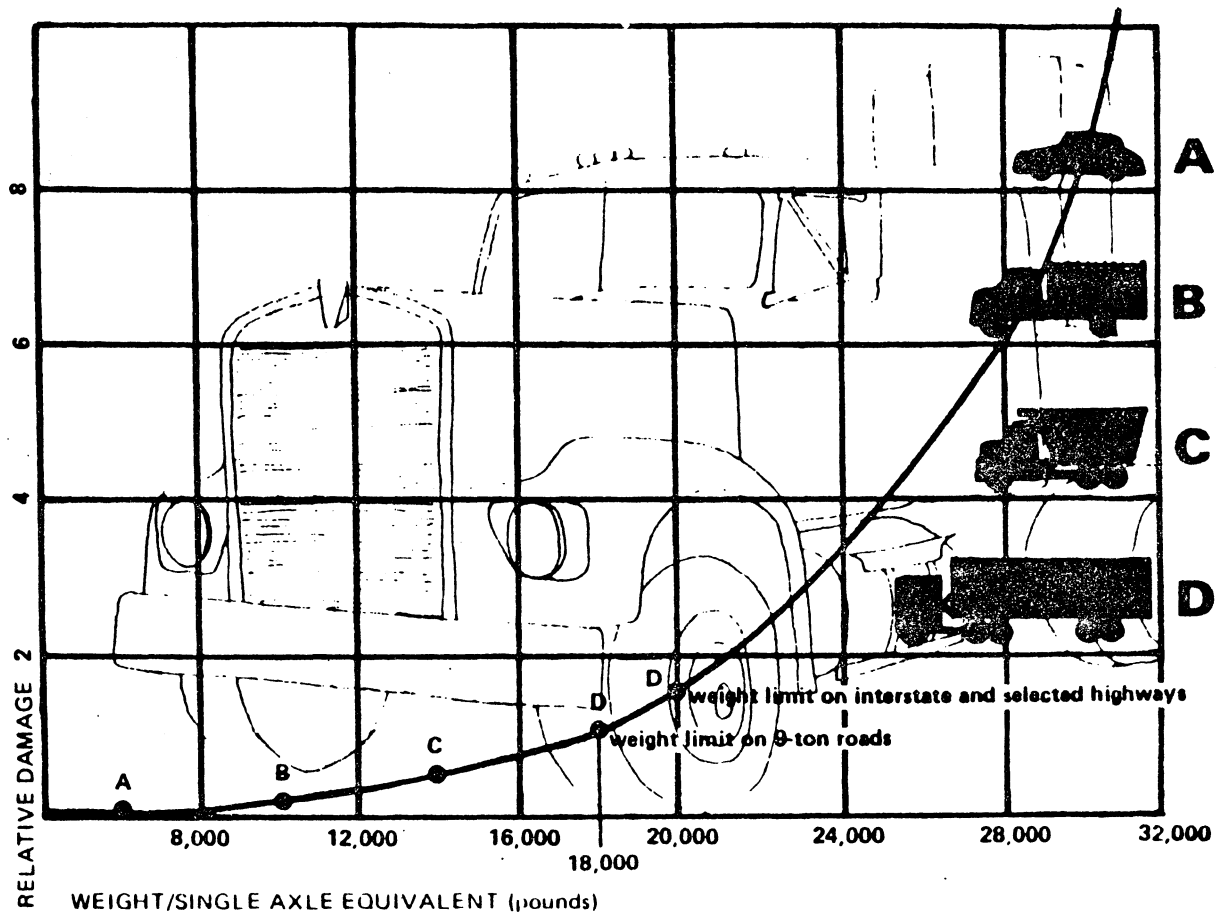 A
8
B
6
C
4
D
2
D
weight limit on interstate and selected highways
D
weight limit on 9-ton roads
C
B
A
RELATIVE DAMAGE
8,000
12,000
16,000
20,000
24,000
28,000
32,000
18,000
WEIGHT/SINGLE AXLE EQUIVALENT (pounds)